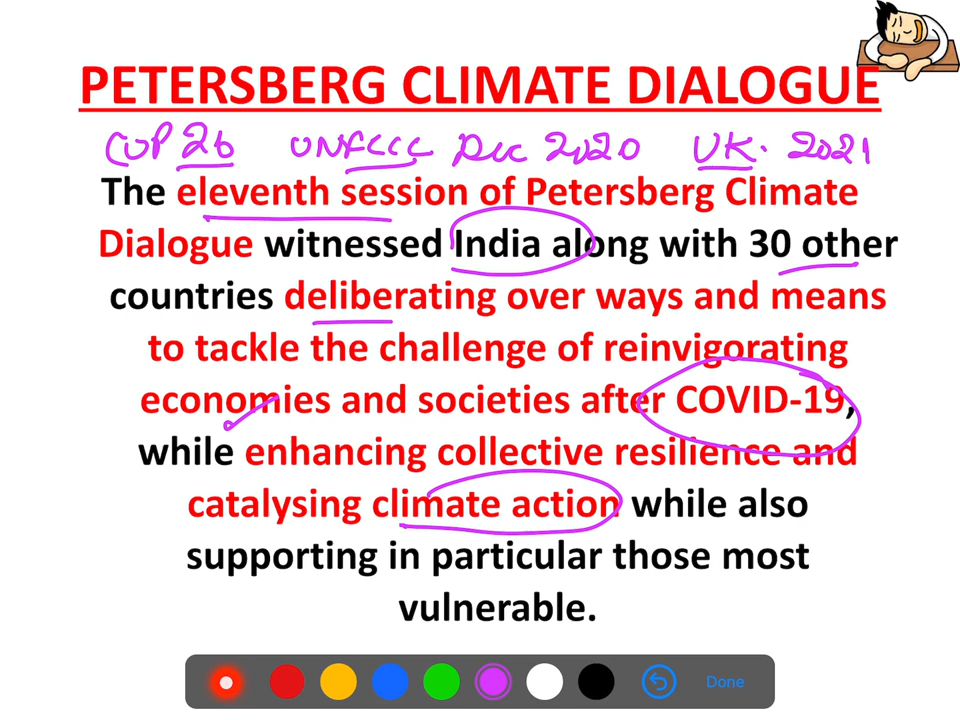 PETERSBERG CLIMATE DIALOGUE
COP 26 UNFCCC Dec 2020 UK. 2021
The eleventh session of Petersberg Climate
Dialogue witnessed India along with 30 other
countries deliberating over ways and means
to tackle the challenge of reinvigorating
economies and societies after COVID-19,
while enhancing collective resilience and
catalysing climate action while also
supporting in particular those most
vulnerable.
Done